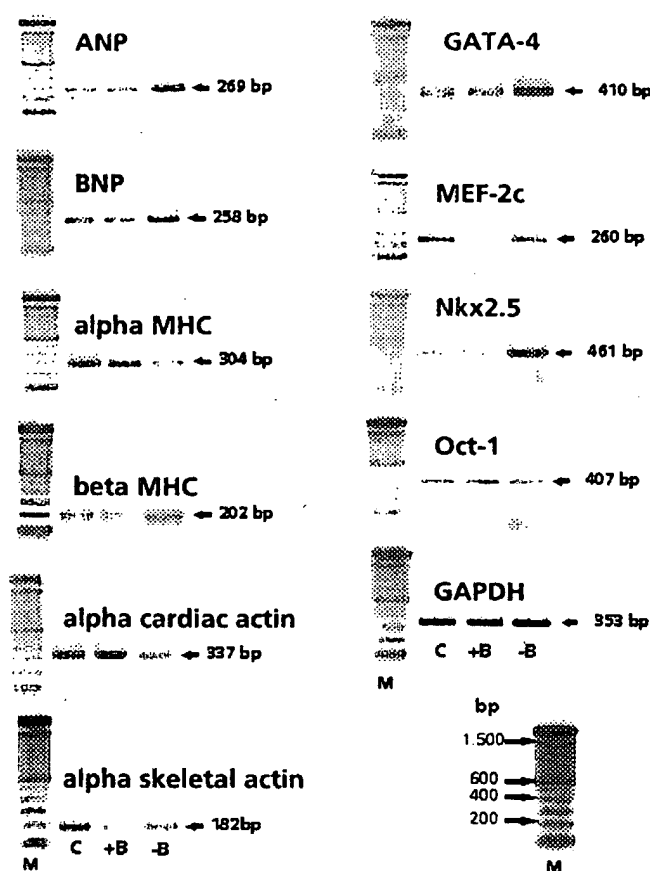 ANP
269 bp
BNP
258 bp
alpha MHC
304 bp
beta MHC
202 bp
alpha cardiac actin
337 bp
alpha skeletal actin
182bp
C +B -B
M
GATA-4
410 bp
MEF-2c
260 bp
Nkx2.5
461 bp
Oct-1
407 bp
GAPDH
353 bp
C +B -B
M
bp
1.500
600
400
200
M